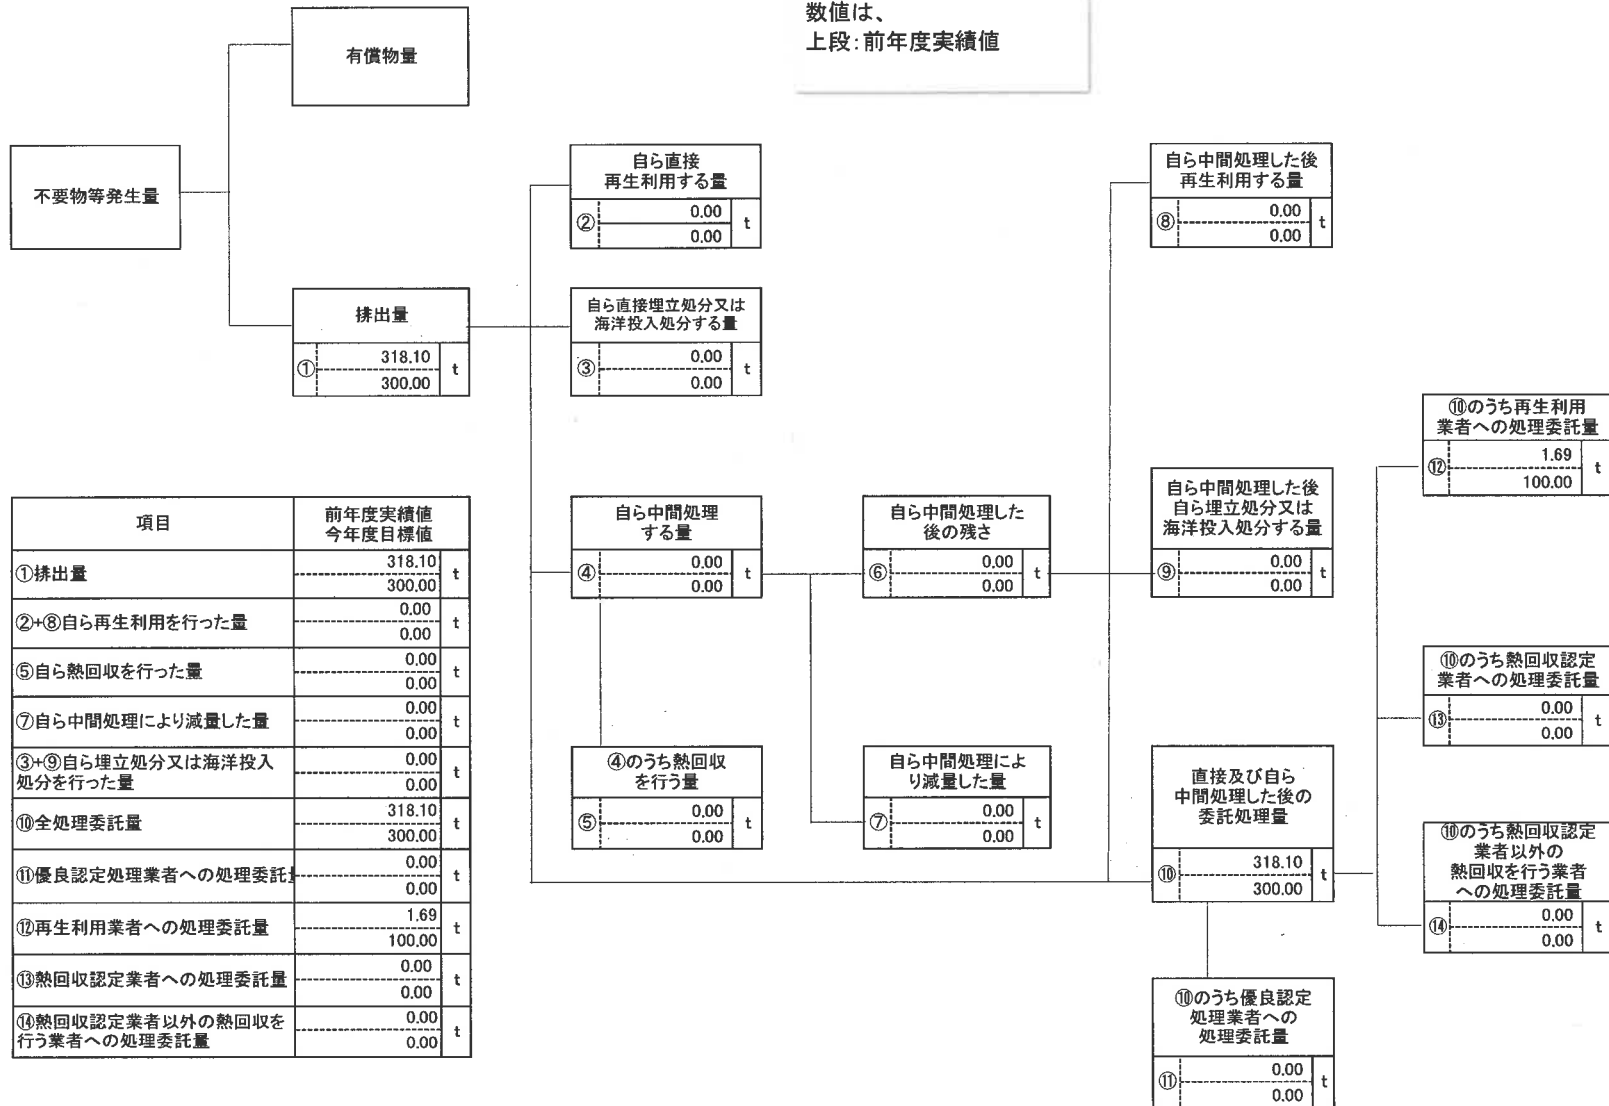 数値は、
上段：前年度実績値
有償物量
不要物等発生量
排出量
① 318.10 t
300.00
自ら直接
再生利用する量
② 0.00 t
0.00
自ら直接埋立処分又は
海洋投入処分する量
③ 0.00 t
0.00
自ら中間処理した後
再生利用する量
⑧ 0.00 t
0.00
自ら中間処理
する量
④ 0.00 t
0.00
自ら中間処理した
後の残さ
⑥ 0.00 t
0.00
自ら中間処理した後
自ら埋立処分又は
海洋投入処分する量
⑨ 0.00 t
0.00
④のうち熱回収
を行う量
⑤ 0.00 t
0.00
自ら中間処理によ
り減量した量
⑦ 0.00 t
0.00
直接及び自ら
中間処理した後の
委託処理量
⑩ 318.10 t
300.00
⑩のうち優良認定
処理業者への
処理委託量
⑪ 0.00 t
0.00
⑩のうち再生利用
業者への処理委託量
⑫ 1.69 t
100.00
⑩のうち熱回収認定
業者への処理委託量
⑬ 0.00 t
0.00
⑩のうち熱回収認定
業者以外の
熱回収を行う業者
への処理委託量
⑭ 0.00 t
0.00
項目 前年度実績値
今年度目標値
①排出量 318.10 t
300.00
②+⑧自ら再生利用を行った量 0.00 t
0.00
⑤自ら熱回収を行った量 0.00 t
0.00
⑦自ら中間処理により減量した量 0.00 t
0.00
③+⑨自ら埋立処分又は海洋投入
処分を行った量 0.00 t
0.00
⑩全処理委託量 318.10 t
300.00
⑪優良認定処理業者への処理委託 0.00 t
0.00
⑫再生利用業者への処理委託量 1.69 t
100.00
⑬熱回収認定業者への処理委託量 0.00 t
0.00
⑭熱回収認定業者以外の熱回収を
行う業者への処理委託量 0.00 t
0.00